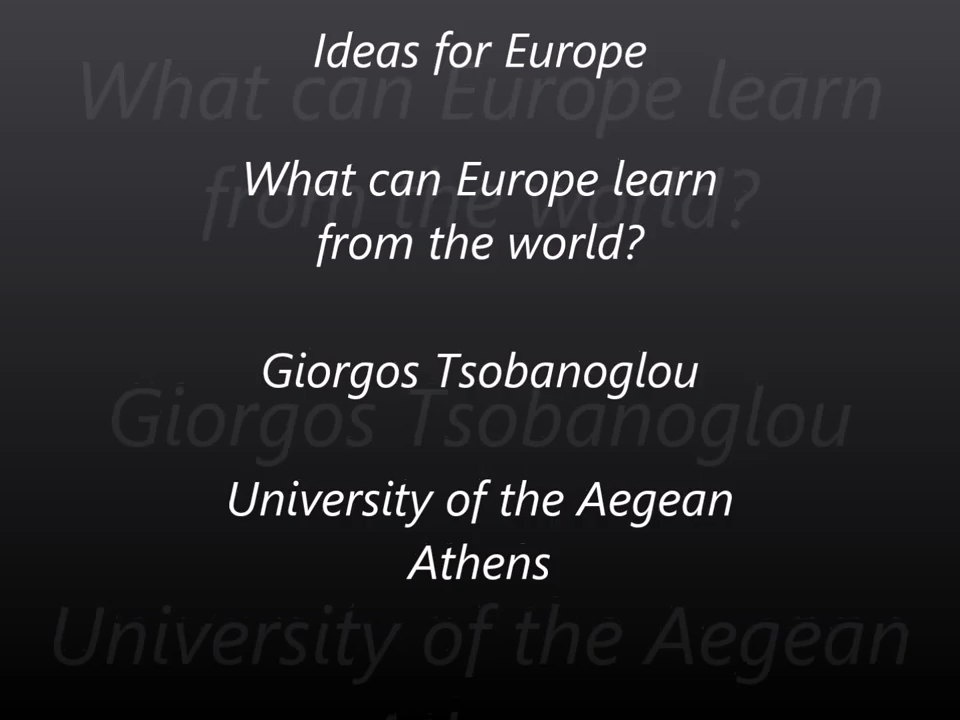 Ideas for Europe
What can Europe learn
from the world?
Giorgos Tsobanoglou
University of the Aegean
Athens